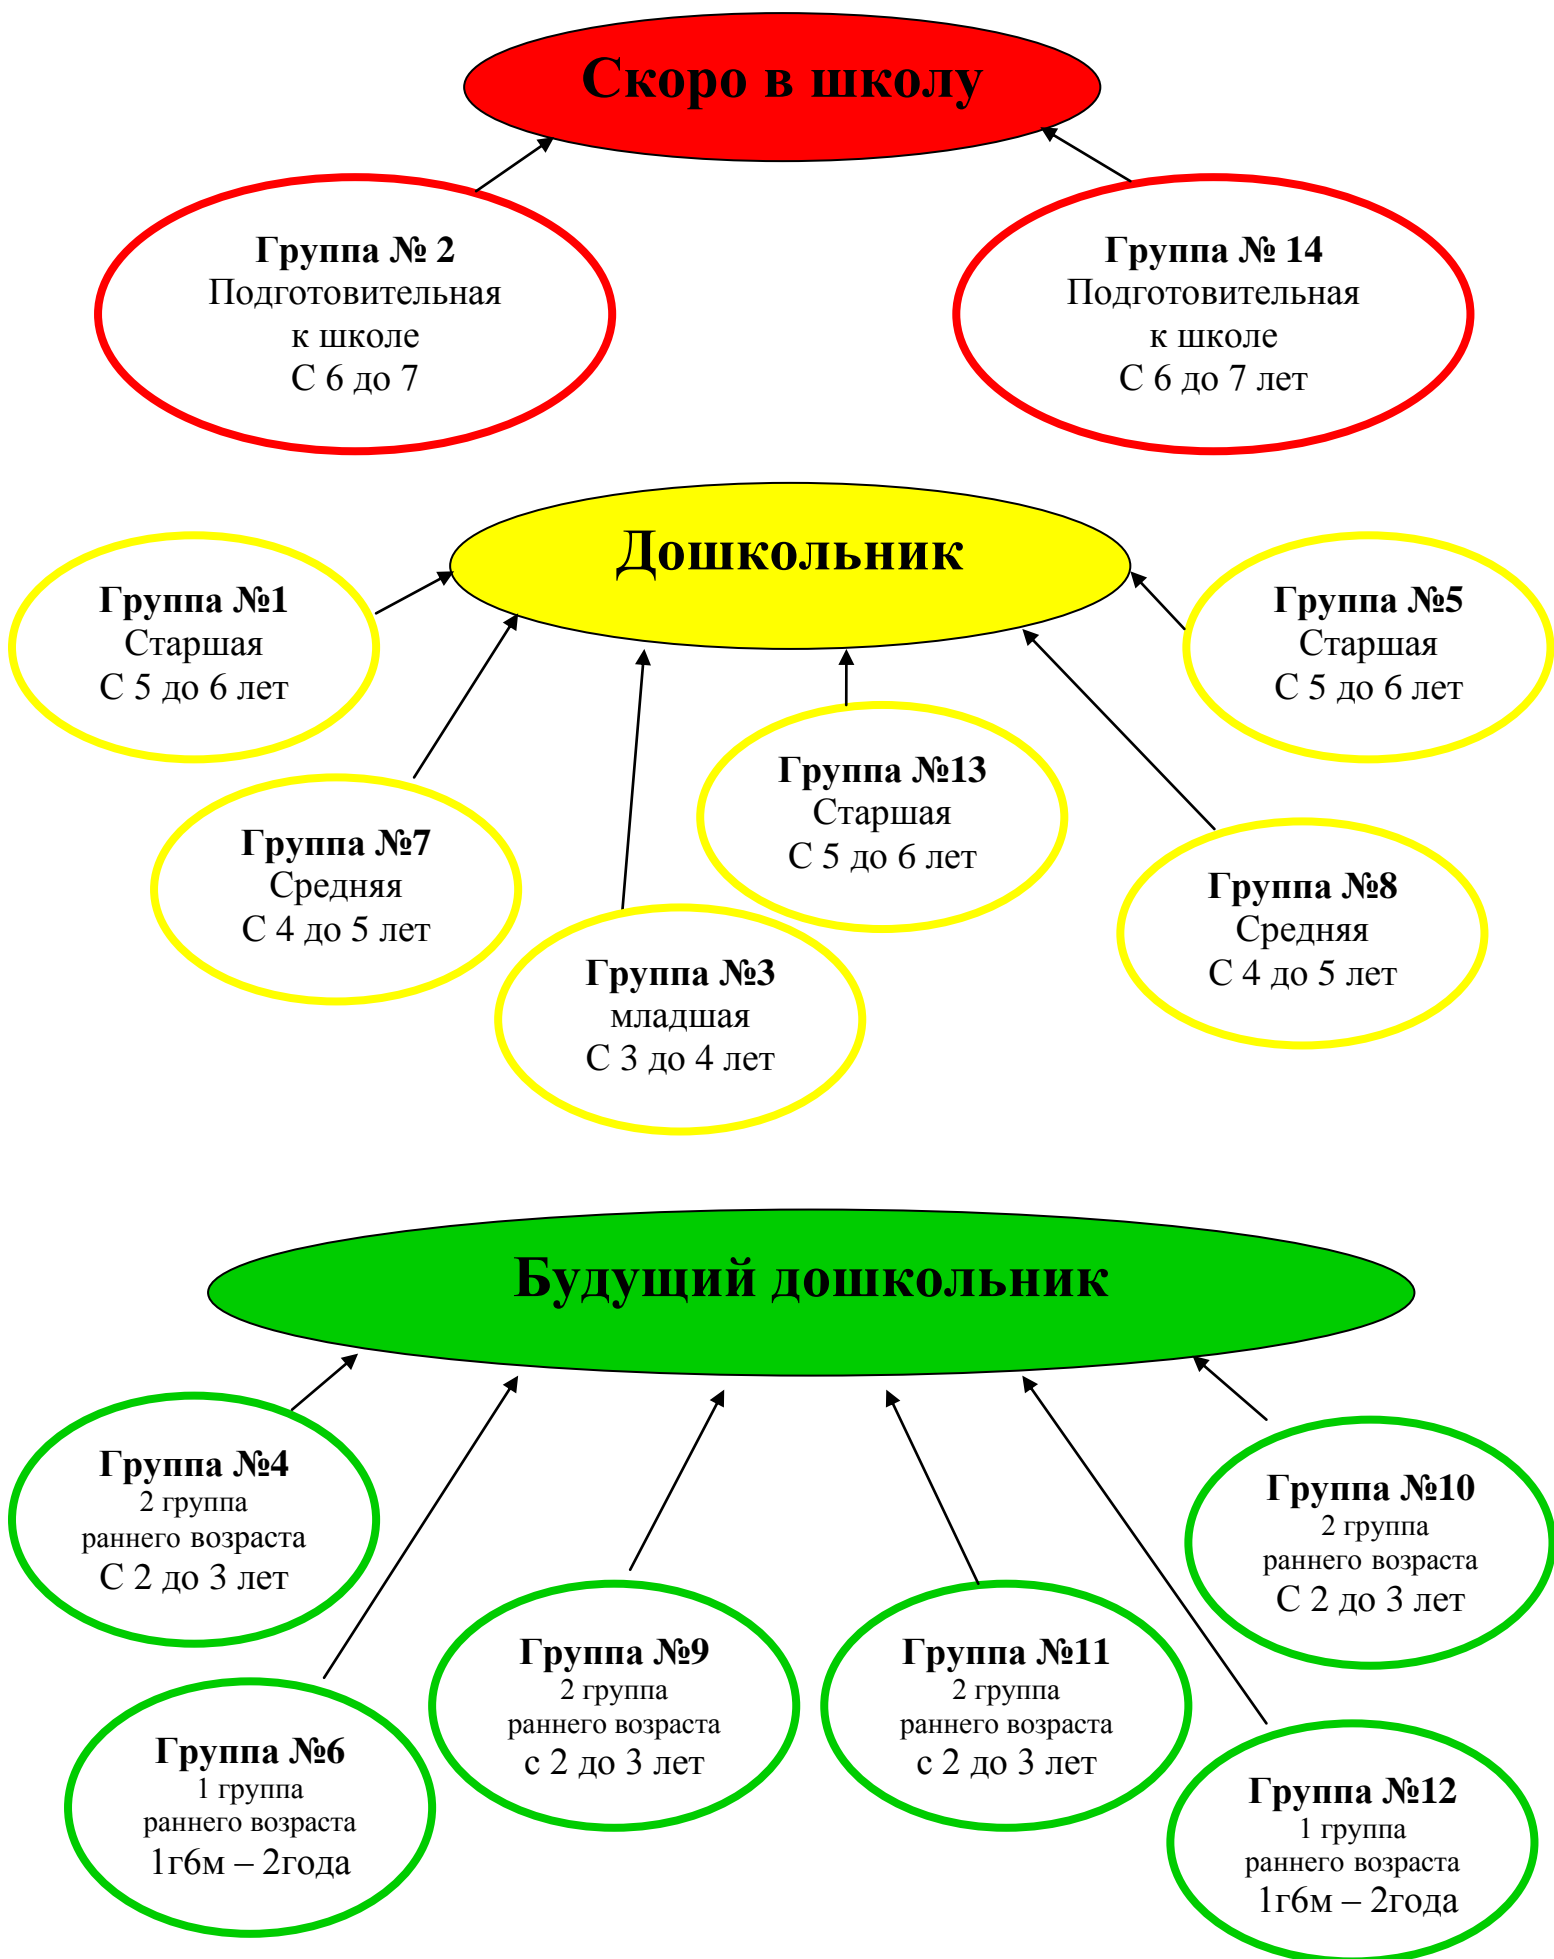 Скоро в школу
Группа № 2
Подготовительная
к школе
С 6 до 7
Группа № 14
Подготовительная
к школе
С 6 до 7 лет
Дошкольник
Группа №1
Старшая
С 5 до 6 лет
Группа №5
Старшая
С 5 до 6 лет
Группа №13
Старшая
С 5 до 6 лет
Группа №7
Средняя
С 4 до 5 лет
Группа №8
Средняя
С 4 до 5 лет
Группа №3
младшая
С 3 до 4 лет
Будущий дошкольник
Группа №4
2 группа
раннего возраста
С 2 до 3 лет
Группа №10
2 группа
раннего возраста
С 2 до 3 лет
Группа №9
2 группа
раннего возраста
с 2 до 3 лет
Группа №11
2 группа
раннего возраста
с 2 до 3 лет
Группа №6
1 группа
раннего возраста
1г6м – 2года
Группа №12
1 группа
раннего возраста
1г6м – 2года